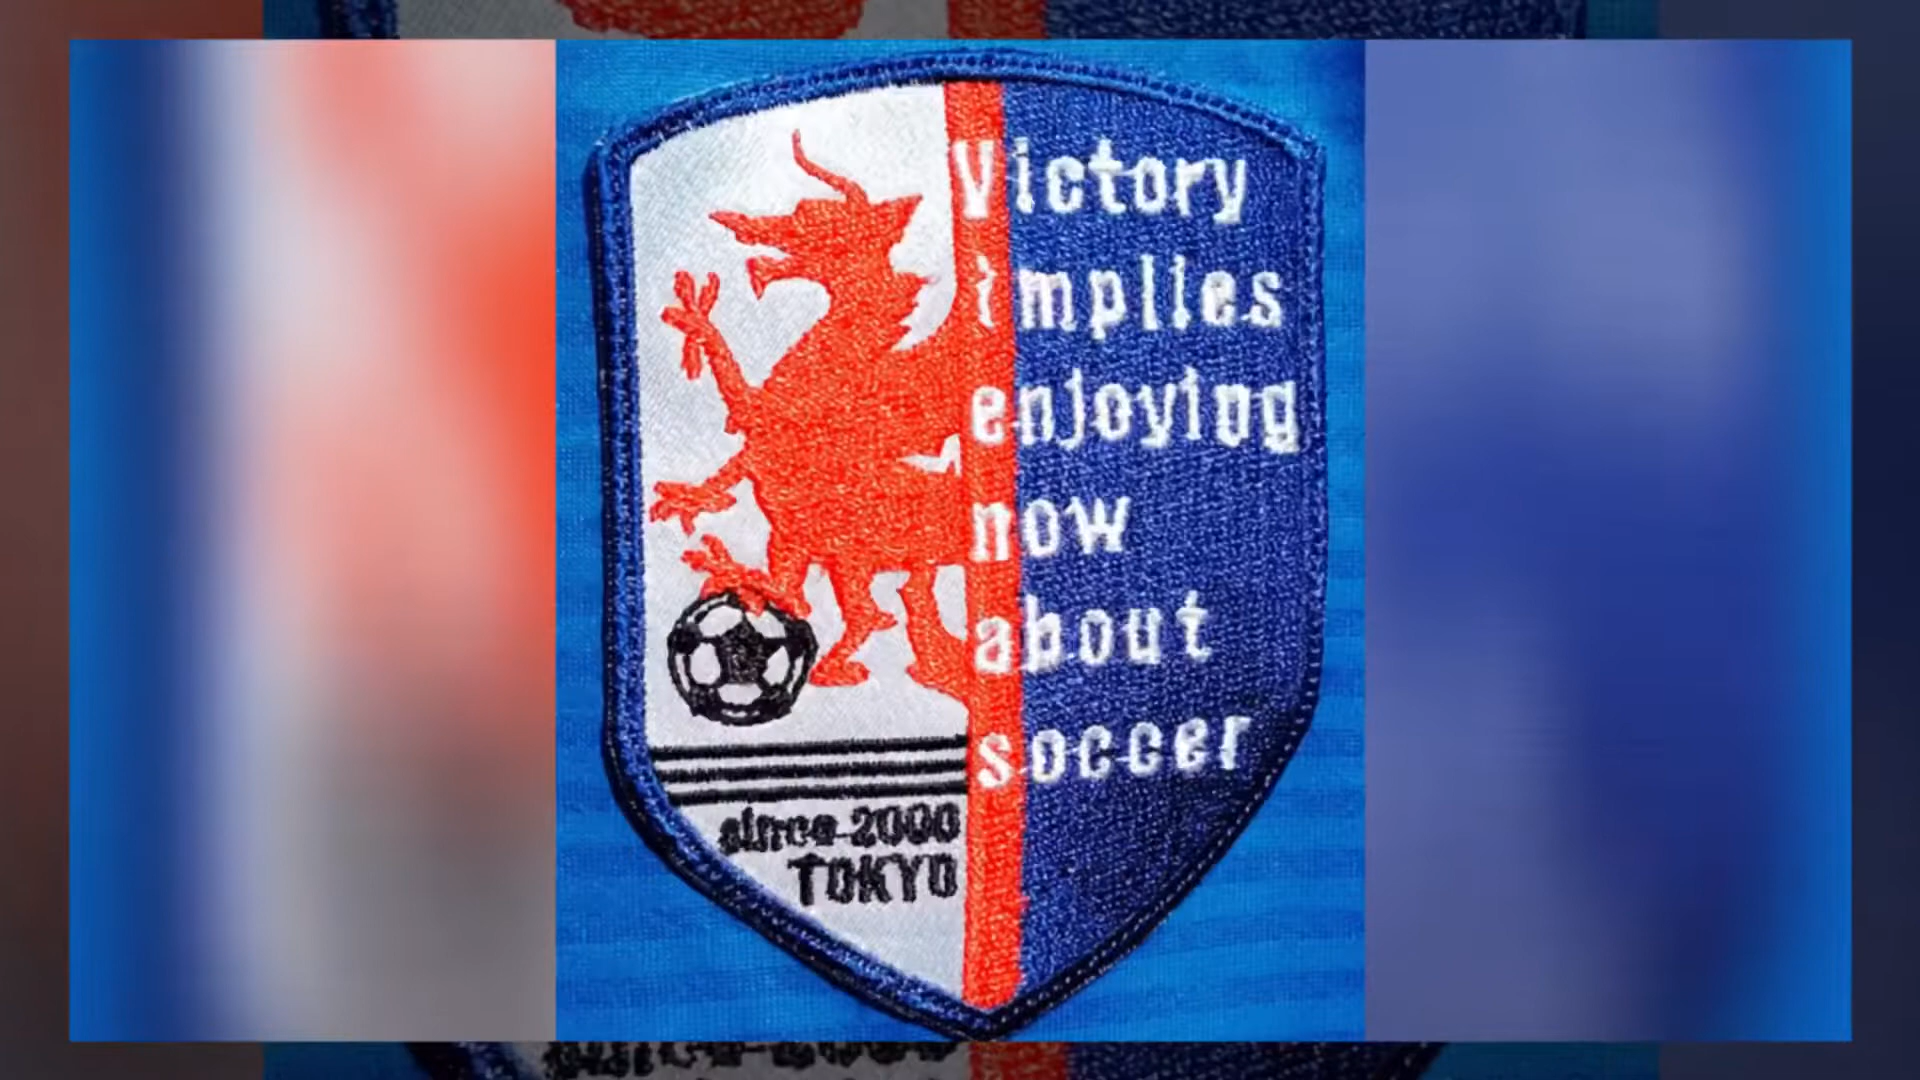 Victory
implies
enjoying
now
about
soccer
since 2000
TOKYO